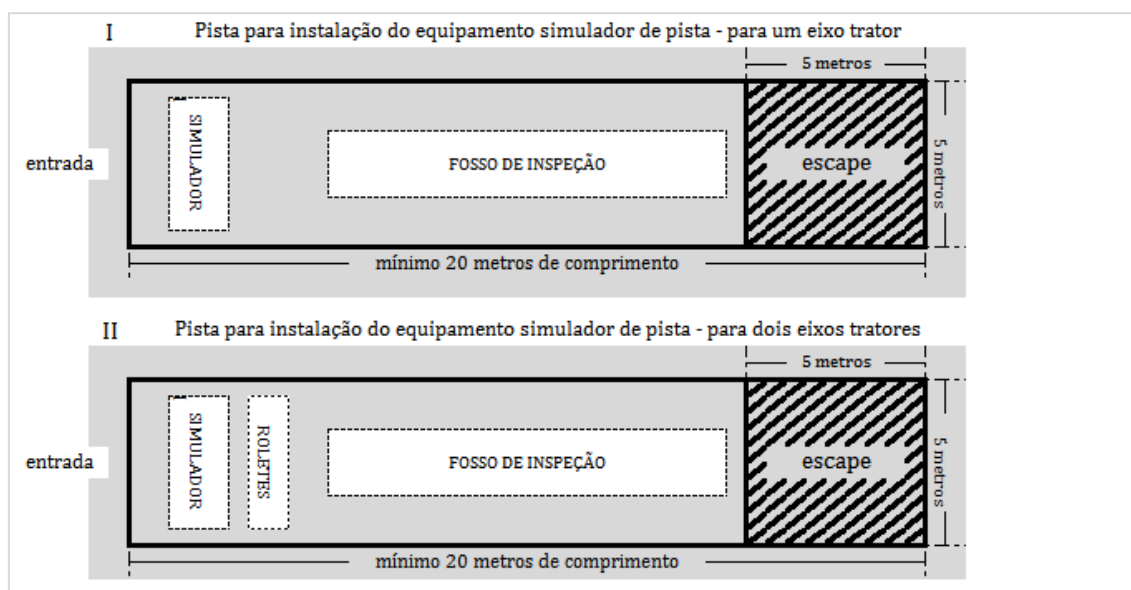 I Pista para instalação do equipamento simulador de pista - para um eixo trator
5 metros
SIMULADOR
entrada
FOSSO DE INSPEÇÃO
escape
5 metros
mínimo 20 metros de comprimento
II Pista para instalação do equipamento simulador de pista - para dois eixos tratores
5 metros
SIMULADOR
ROLETES
entrada
FOSSO DE INSPEÇÃO
escape
5 metros
mínimo 20 metros de comprimento